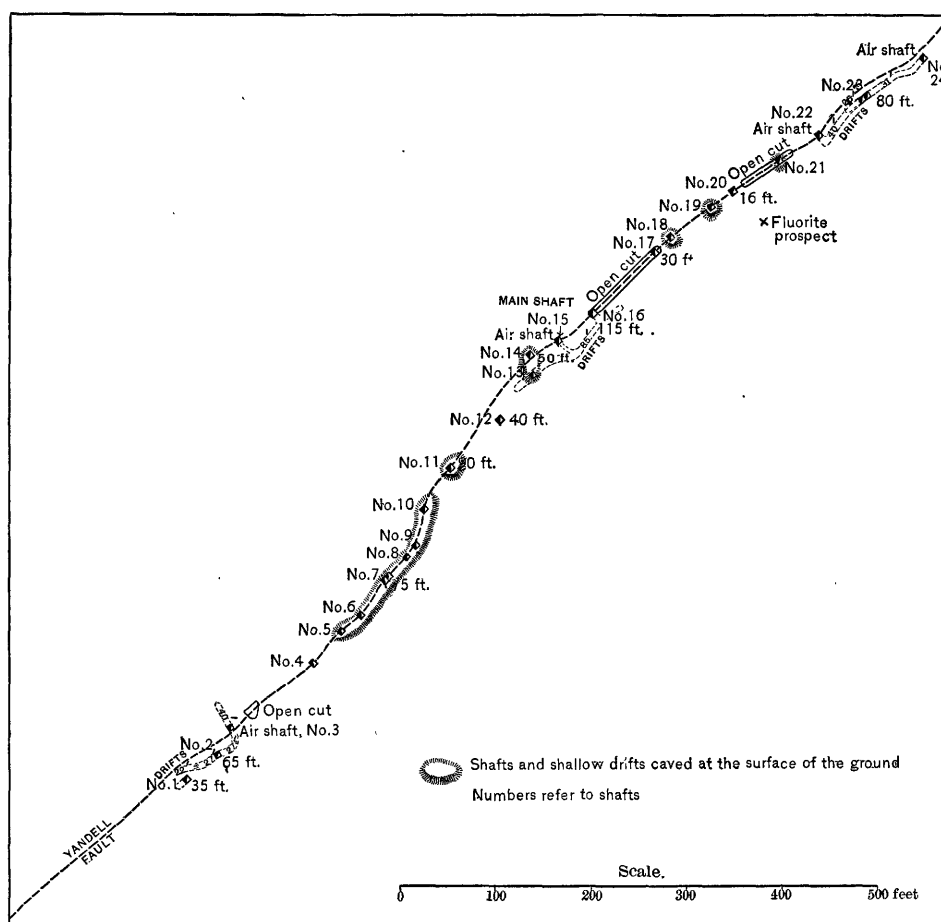 Air shaft
No.
24
No.23
80 ft.
No.22
Air shaft
DRIFTS
Open cut
No.21
No.20
16 ft.
No.19
Fluorite
prospect
No.18
No.17
30 ft
Open cut
MAIN SHAFT
No.15
Air shaft
No.16
115 ft.
85
DRIFTS
No.14
No.13
No.12
40 ft.
No.11
No.10
No.9
No.8
No.7
No.6
No.5
No.4
Open cut
Air shaft, No.3
No.2
DRIFTS
65 ft.
35 ft.
YANDELL
FAULT
Shafts and shallow drifts caved at the surface of the ground
Numbers refer to shafts
Scale.
0 100 200 300 400 500 feet